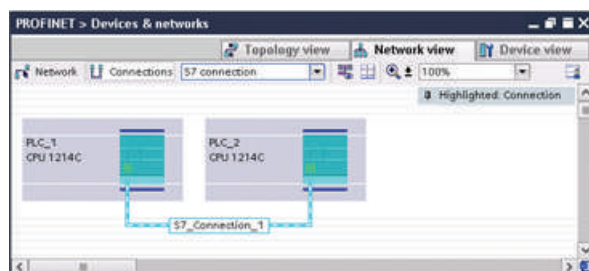 PROFINET > Devices & networks
Topology view Network view Device view
Network Connections S7 connection 100%
Highlighted: Connection
PLC_1
CPU 1214C
PLC_2
CPU 1214C
S7_Connection_1